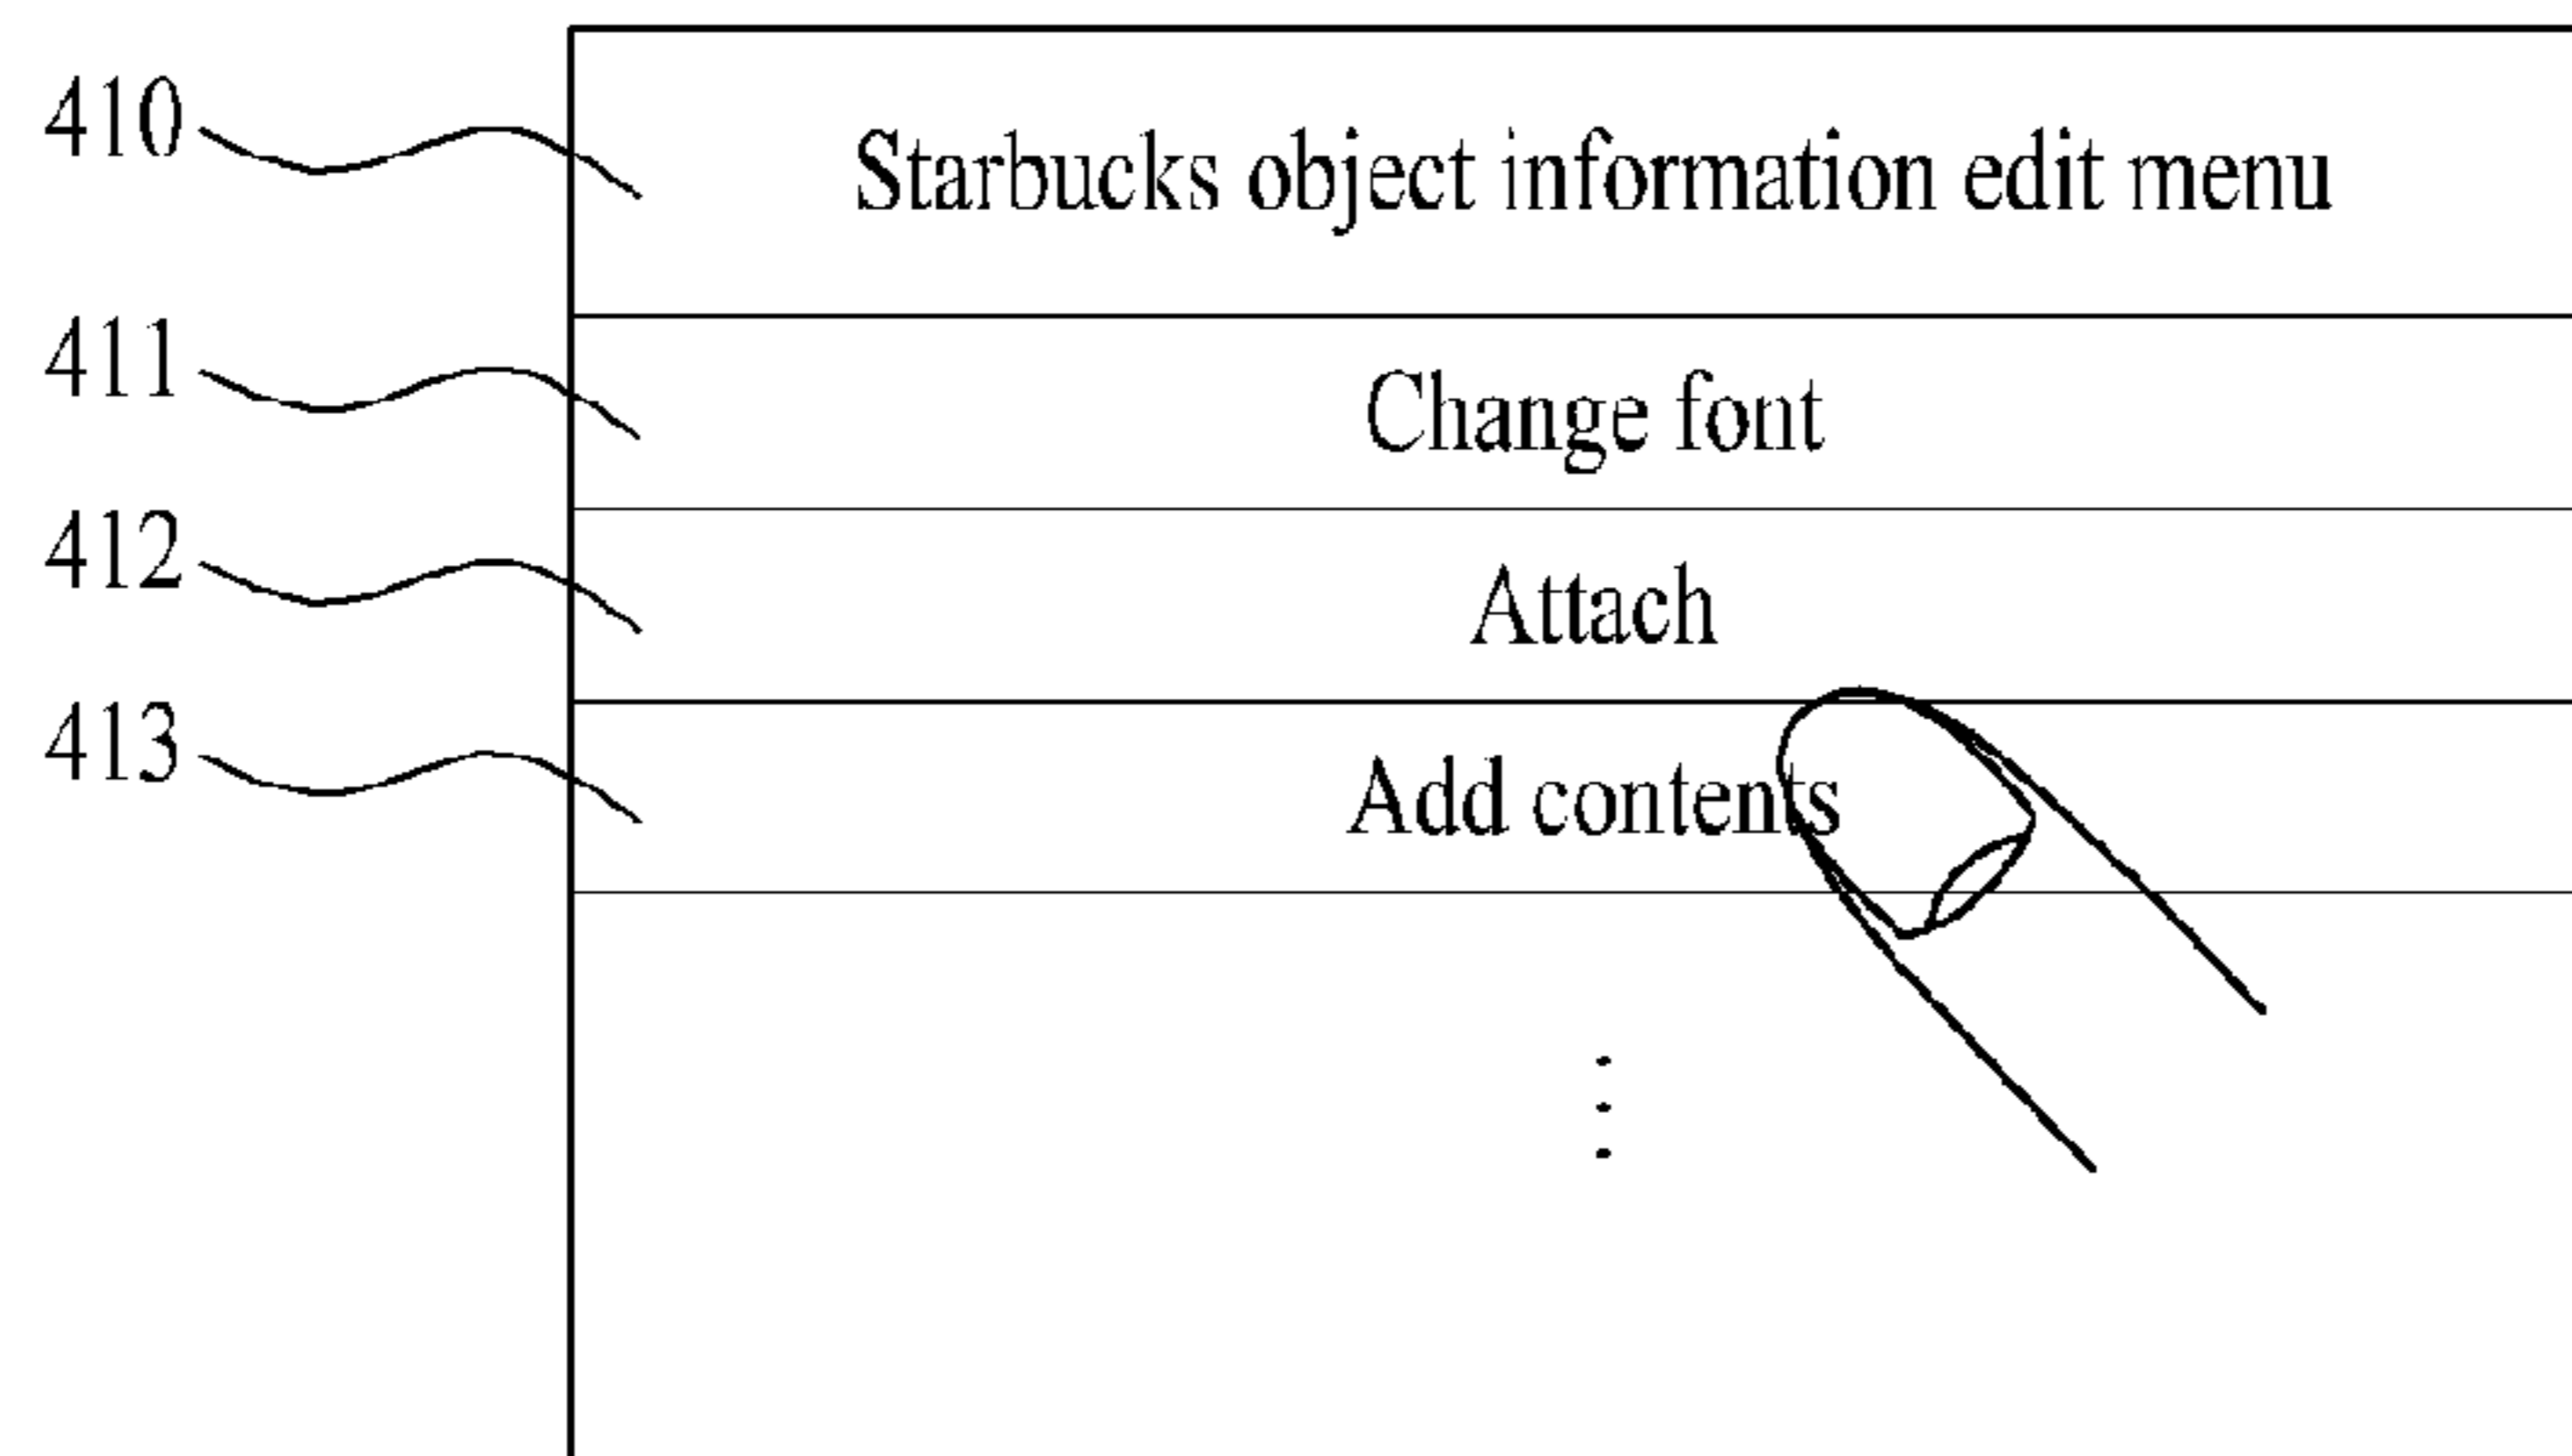 410 Starbucks object information edit menu
411 Change font
412 Attach
413 Add contents